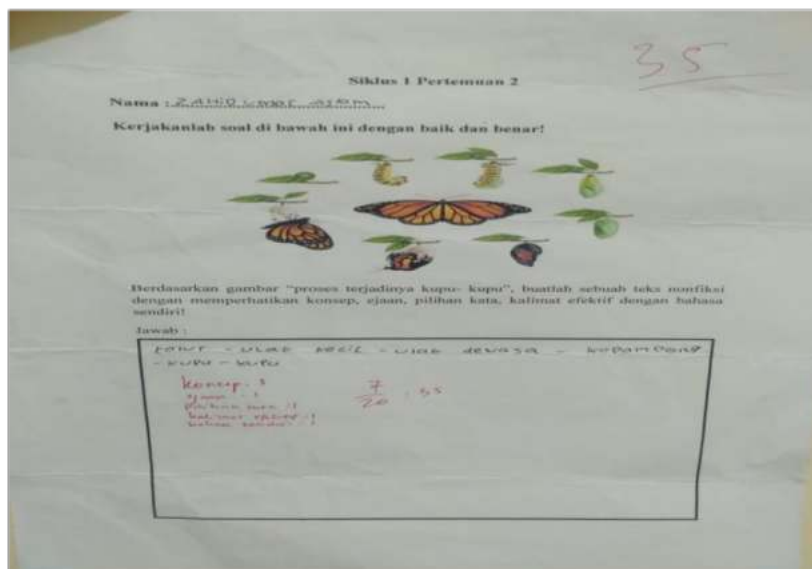 35
Siklus 1 Pertemuan 2
Nama :
Kerjakanlah soal di bawah ini dengan baik dan benar!
Berdasarkan gambar "proses terjadinya kupu- kupu", buatlah sebuah teks nonfiksi
dengan memperhatikan konsep, ejaan, pilihan kata, kalimat efektif dengan bahasa
sendiri!
Jawab :
- ulat kecil - ulat dewasa -
- kupu - kupu
konsep : 3
7/20 : 35